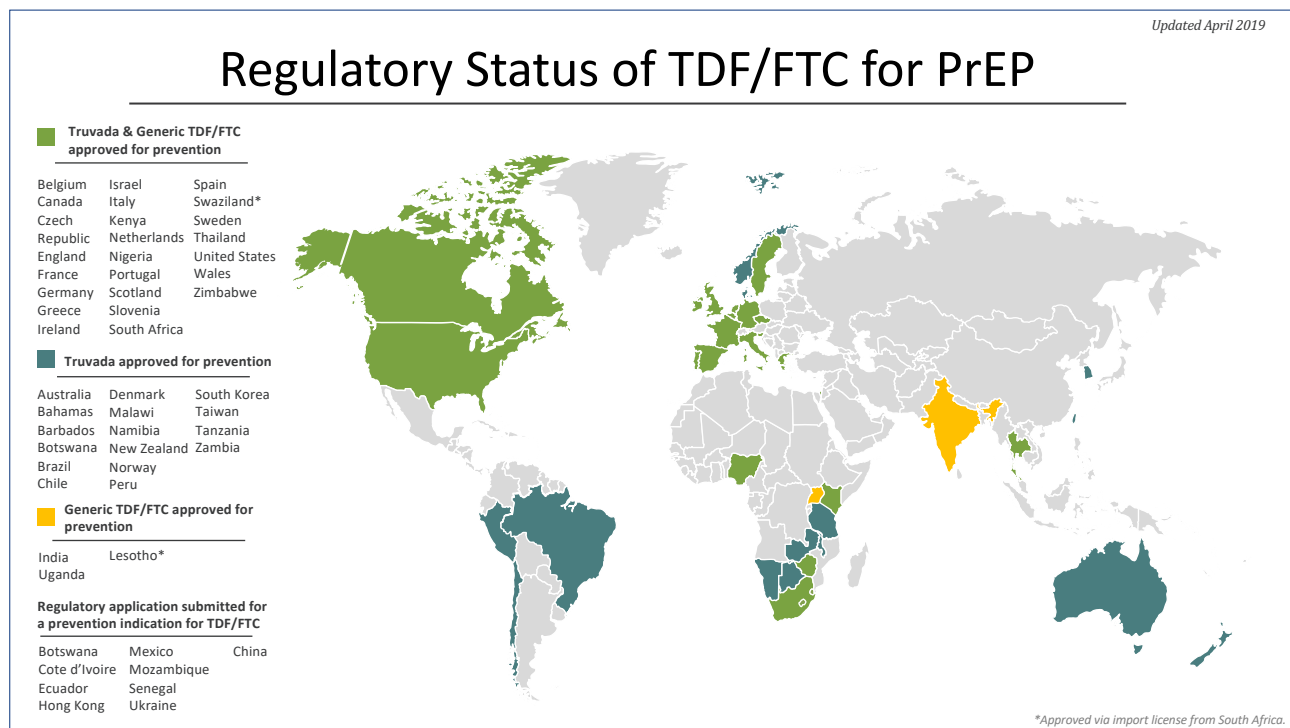 Updated April 2019
Regulatory Status of TDF/FTC for PrEP
Truvada & Generic TDF/FTC
approved for prevention
Belgium Israel Spain
Canada Italy Swaziland*
Czech Kenya Sweden
Republic Netherlands Thailand
England Nigeria United States
France Portugal Wales
Germany Scotland Zimbabwe
Greece Slovenia
Ireland South Africa
Truvada approved for prevention
Australia Denmark South Korea
Bahamas Malawi Taiwan
Barbados Namibia Tanzania
Botswana New Zealand Zambia
Brazil Norway
Chile Peru
Generic TDF/FTC approved for
prevention
India Lesotho*
Uganda
Regulatory application submitted for
a prevention indication for TDF/FTC
Botswana Mexico China
Cote d'Ivoire Mozambique
Ecuador Senegal
Hong Kong Ukraine
*Approved via import license from South Africa.